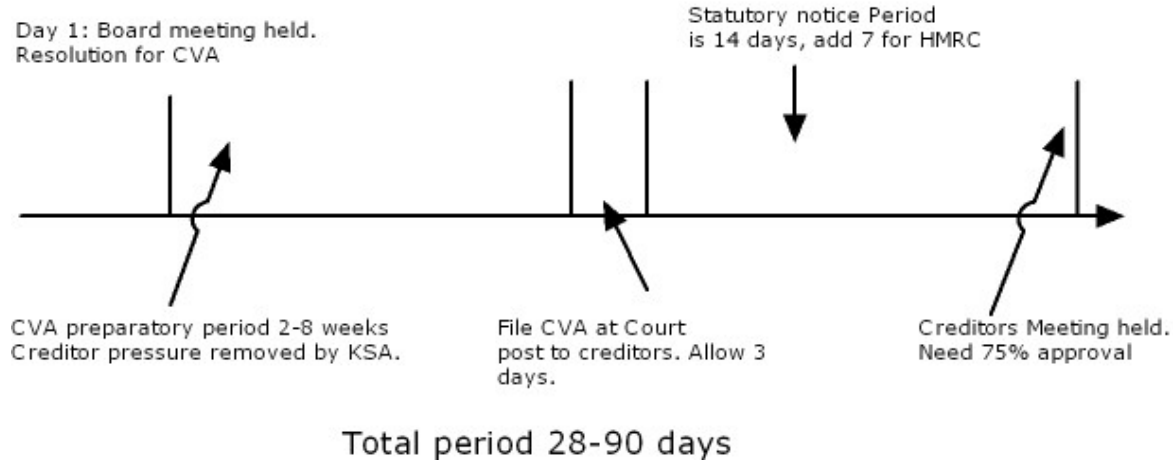 Day 1: Board meeting held.
Resolution for CVA
Statutory notice Period
is 14 days, add 7 for HMRC
CVA preparatory period 2-8 weeks
Creditor pressure removed by KSA.
File CVA at Court
post to creditors. Allow 3
days.
Creditors Meeting held.
Need 75% approval
Total period 28-90 days